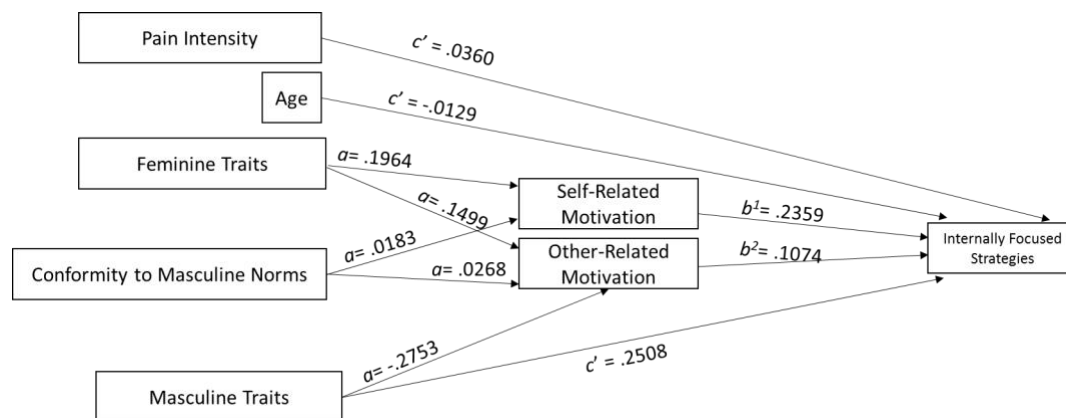 Pain Intensity
c' = .0360
Age
c' = -.0129
Feminine Traits
a= .1964
a= .1499
Self-Related
Motivation
b1= .2359
a= .0183
Internally Focused
Strategies
Other-Related
Motivation
b2= .1074
Conformity to Masculine Norms
a= .0268
a= -.2753
c' = .2508
Masculine Traits